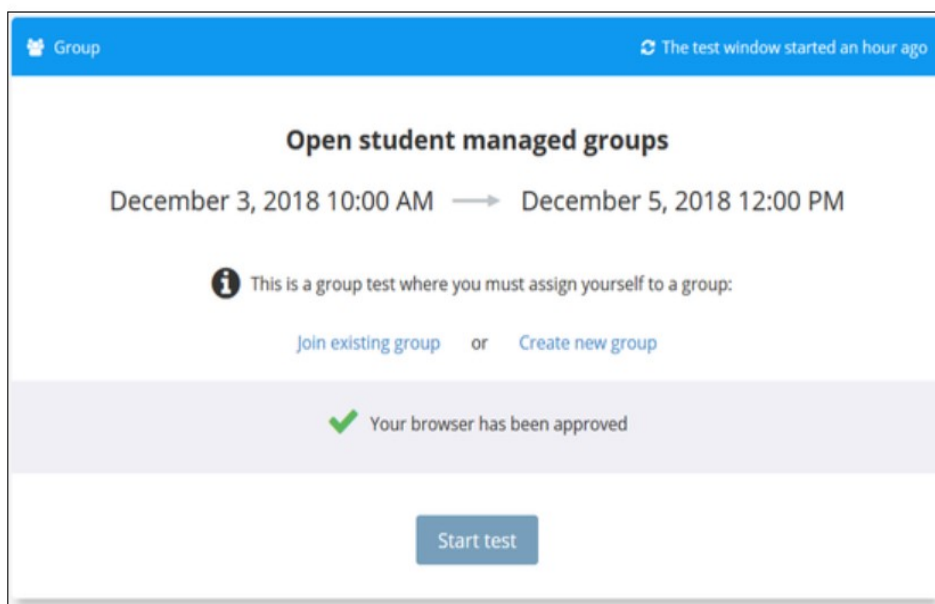 Group
The test window started an hour ago
Open student managed groups
December 3, 2018 10:00 AM December 5, 2018 12:00 PM
This is a group test where you must assign yourself to a group:
Join existing group or Create new group
Your browser has been approved
Start test